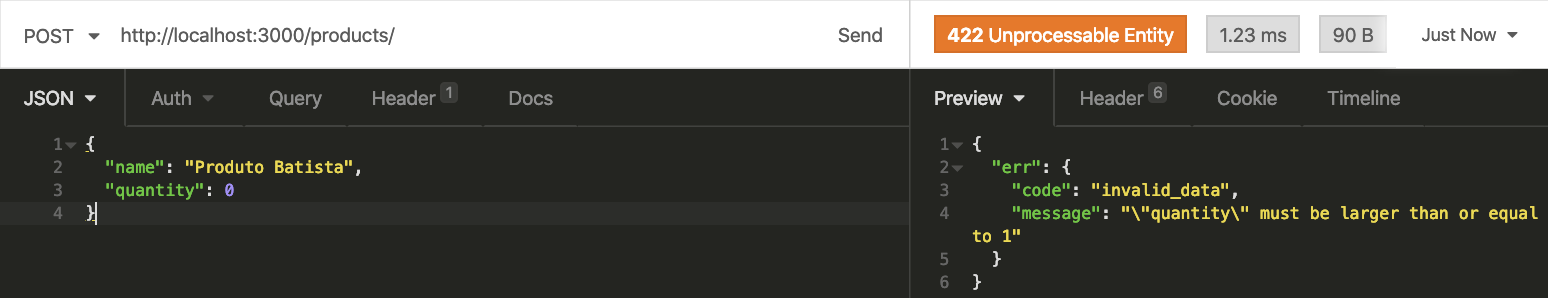 POST http://localhost:3000/products/ Send
422 Unprocessable Entity 1.23 ms 90 B Just Now
JSON Auth Query Header 1 Docs
1 {
2 "name": "Produto Batista",
3 "quantity": 0
4 }
Preview Header 6 Cookie Timeline
1 {
2 "err": {
3 "code": "invalid_data",
4 "message": "\"quantity\" must be larger than or equal
to 1"
5 }
6 }